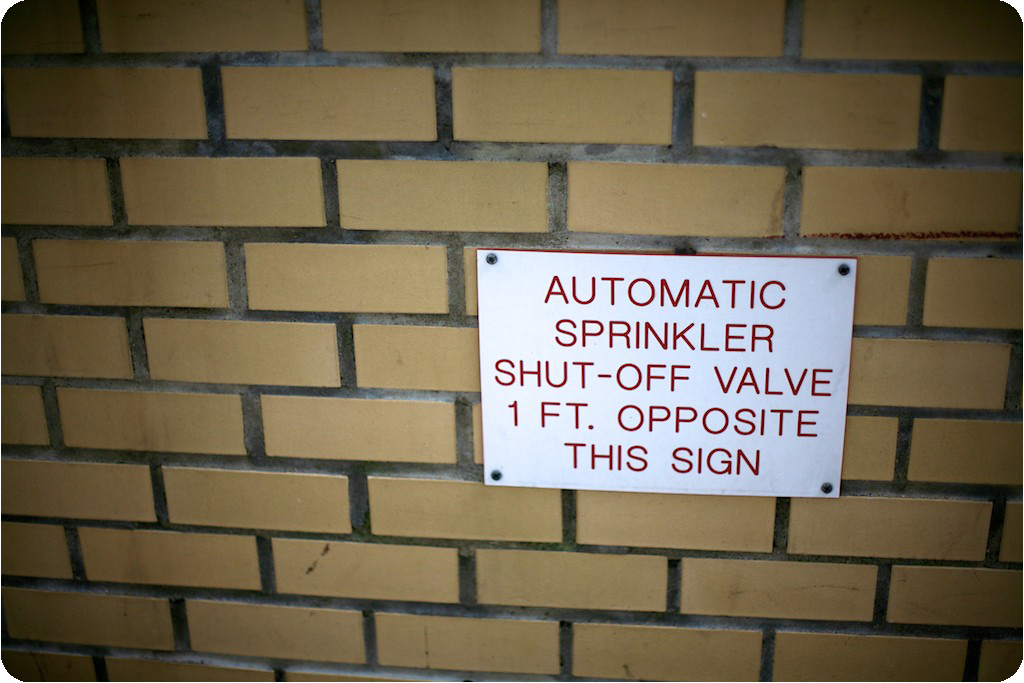 AUTOMATIC
SPRINKLER
SHUT-OFF VALVE
1 FT. OPPOSITE
THIS SIGN